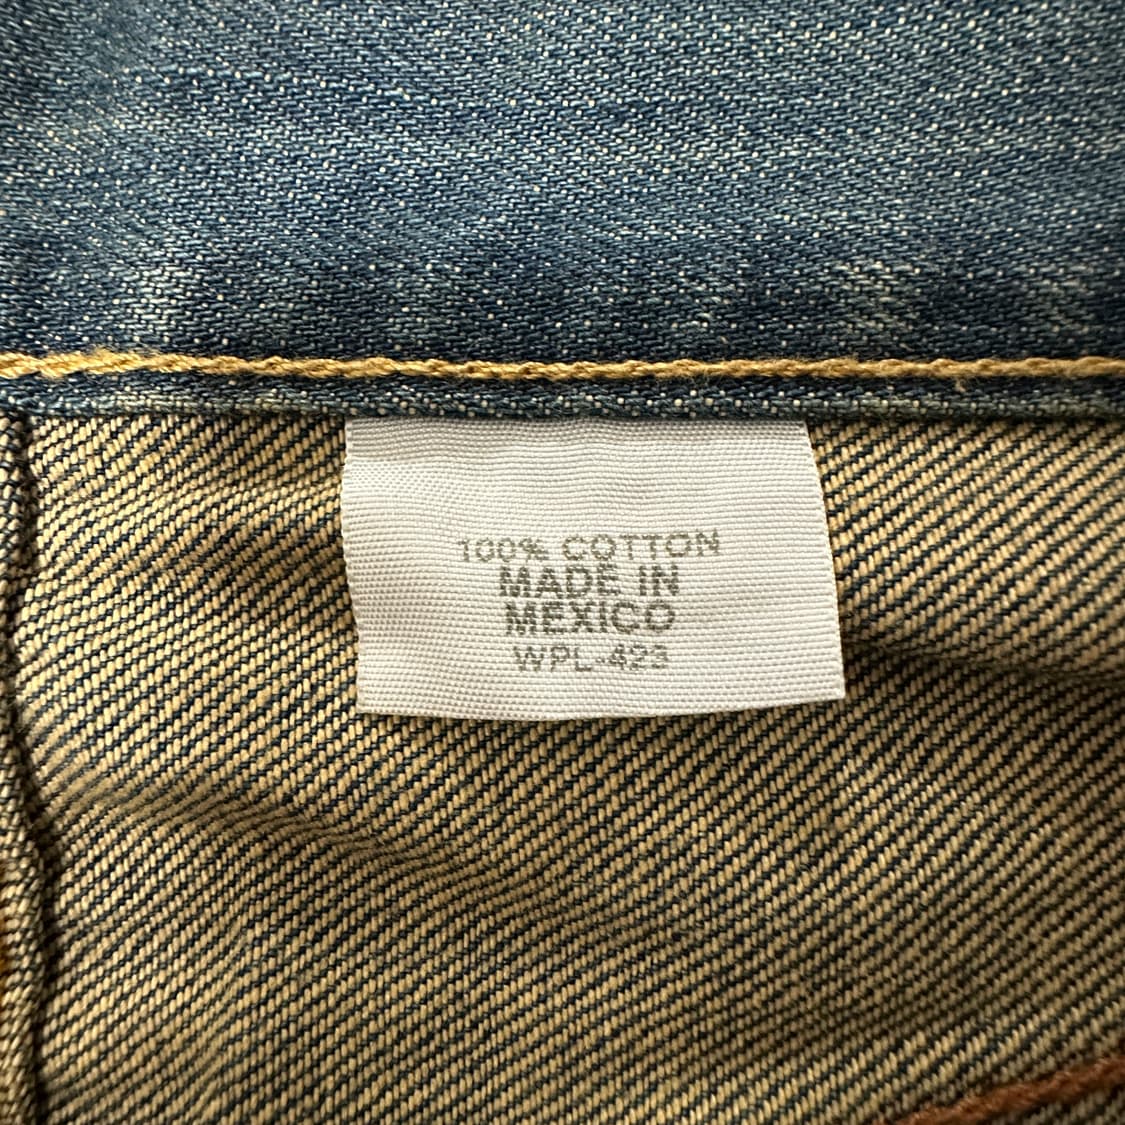 100% COTTON
MADE IN
MEXICO
WPL-423